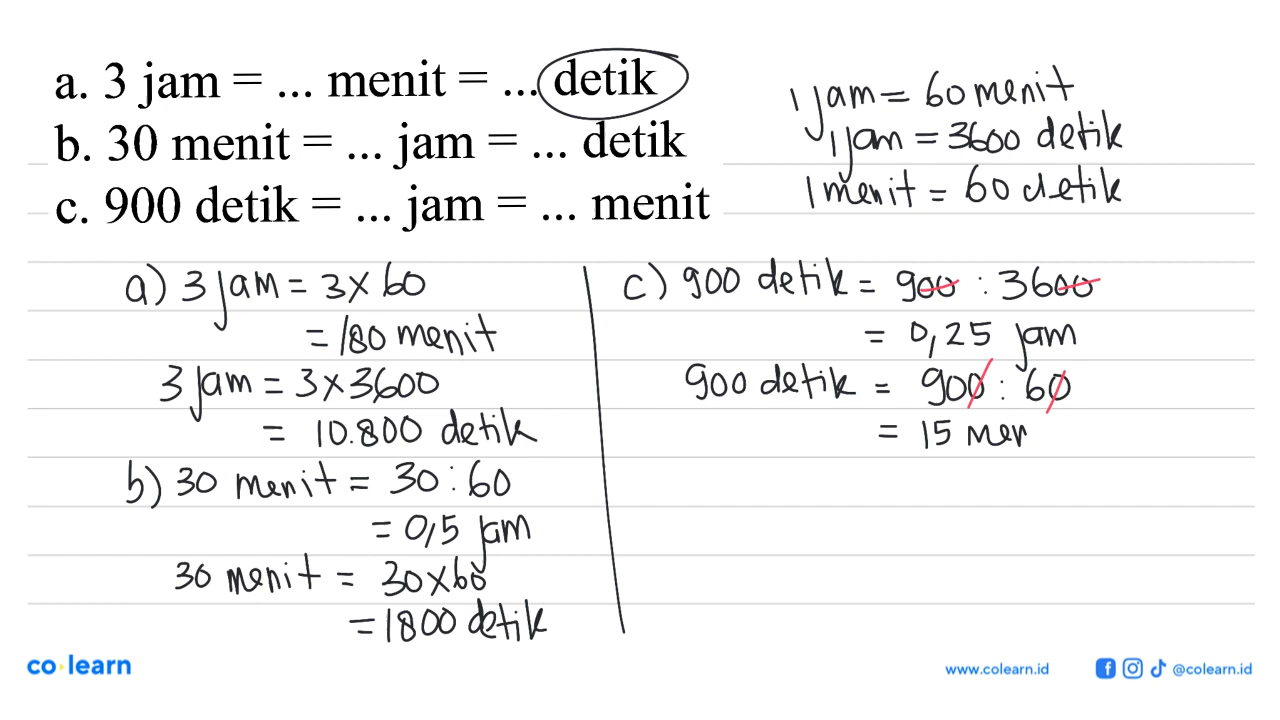 a. 3 jam = ... menit = ... detik
b. 30 menit = ... jam = ... detik
c. 900 detik = ... jam = ... menit
1 jam = 60 menit
1 jam = 3600 detik
1 menit = 60 detik
a) 3 jam = 3 x 60
= 180 menit
3 jam = 3 x 3600
= 10.800 detik
b) 30 menit = 30 : 60
= 0,5 jam
30 menit = 30 x 60
= 1800 detik
c) 900 detik = 900 : 3600
= 0,25 jam
900 detik = 900 : 60
= 15 men
co learn
www.colearn.id
@colearn.id